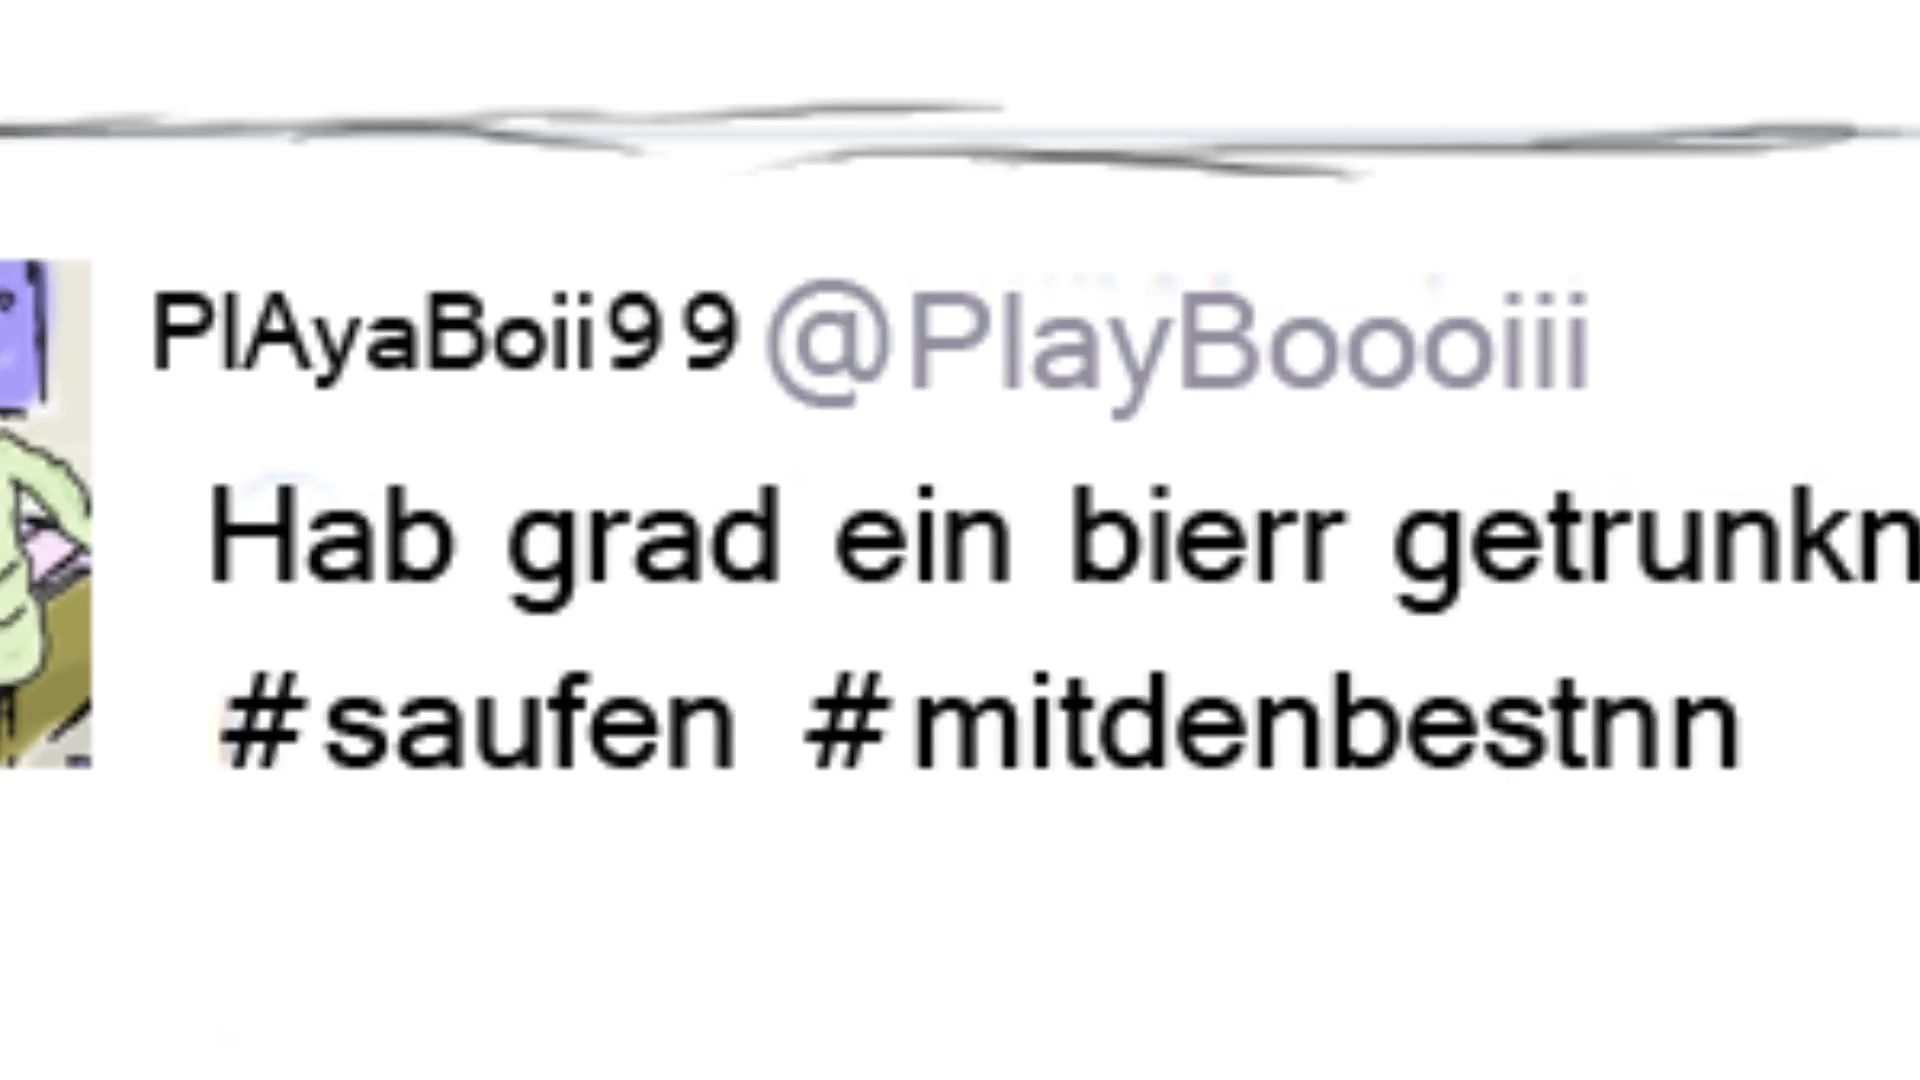 PlAyaBoii99 @PlayBoooiii
Hab grad ein bierr getrunkn
#saufen #mitdenbestnn